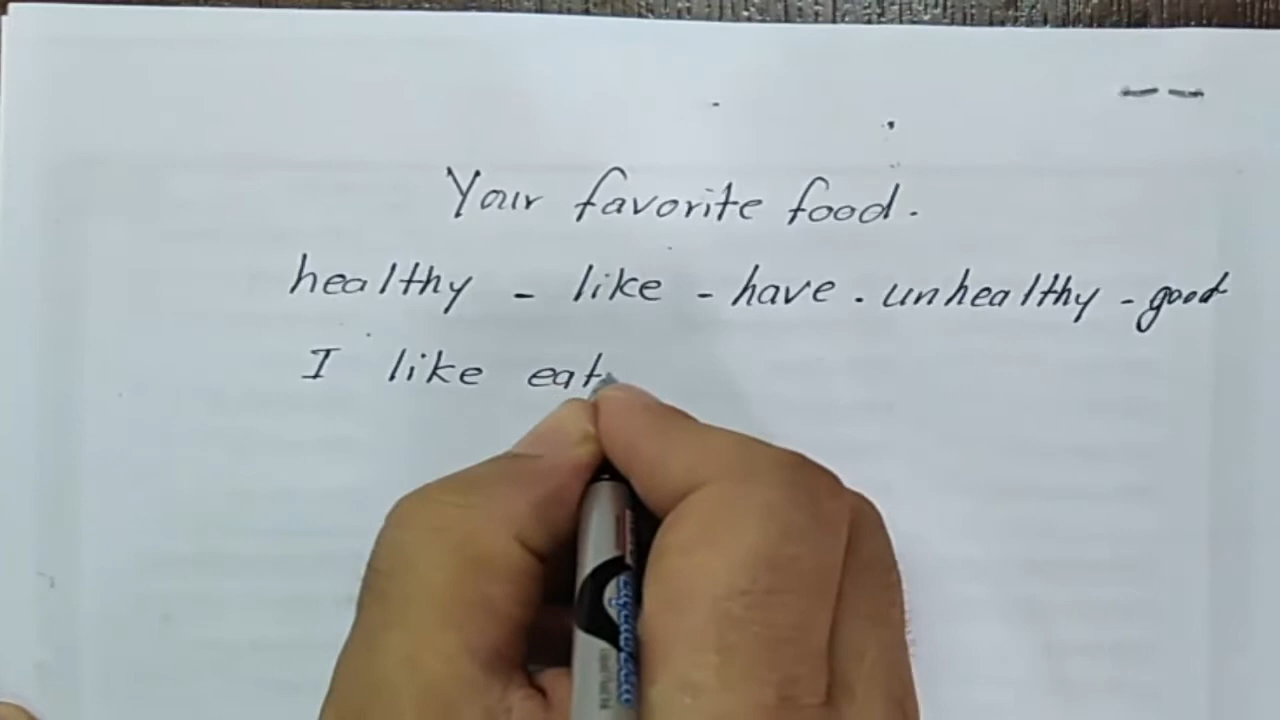 Your favorite food.
healthy - like - have . unhealthy - good
I like eat